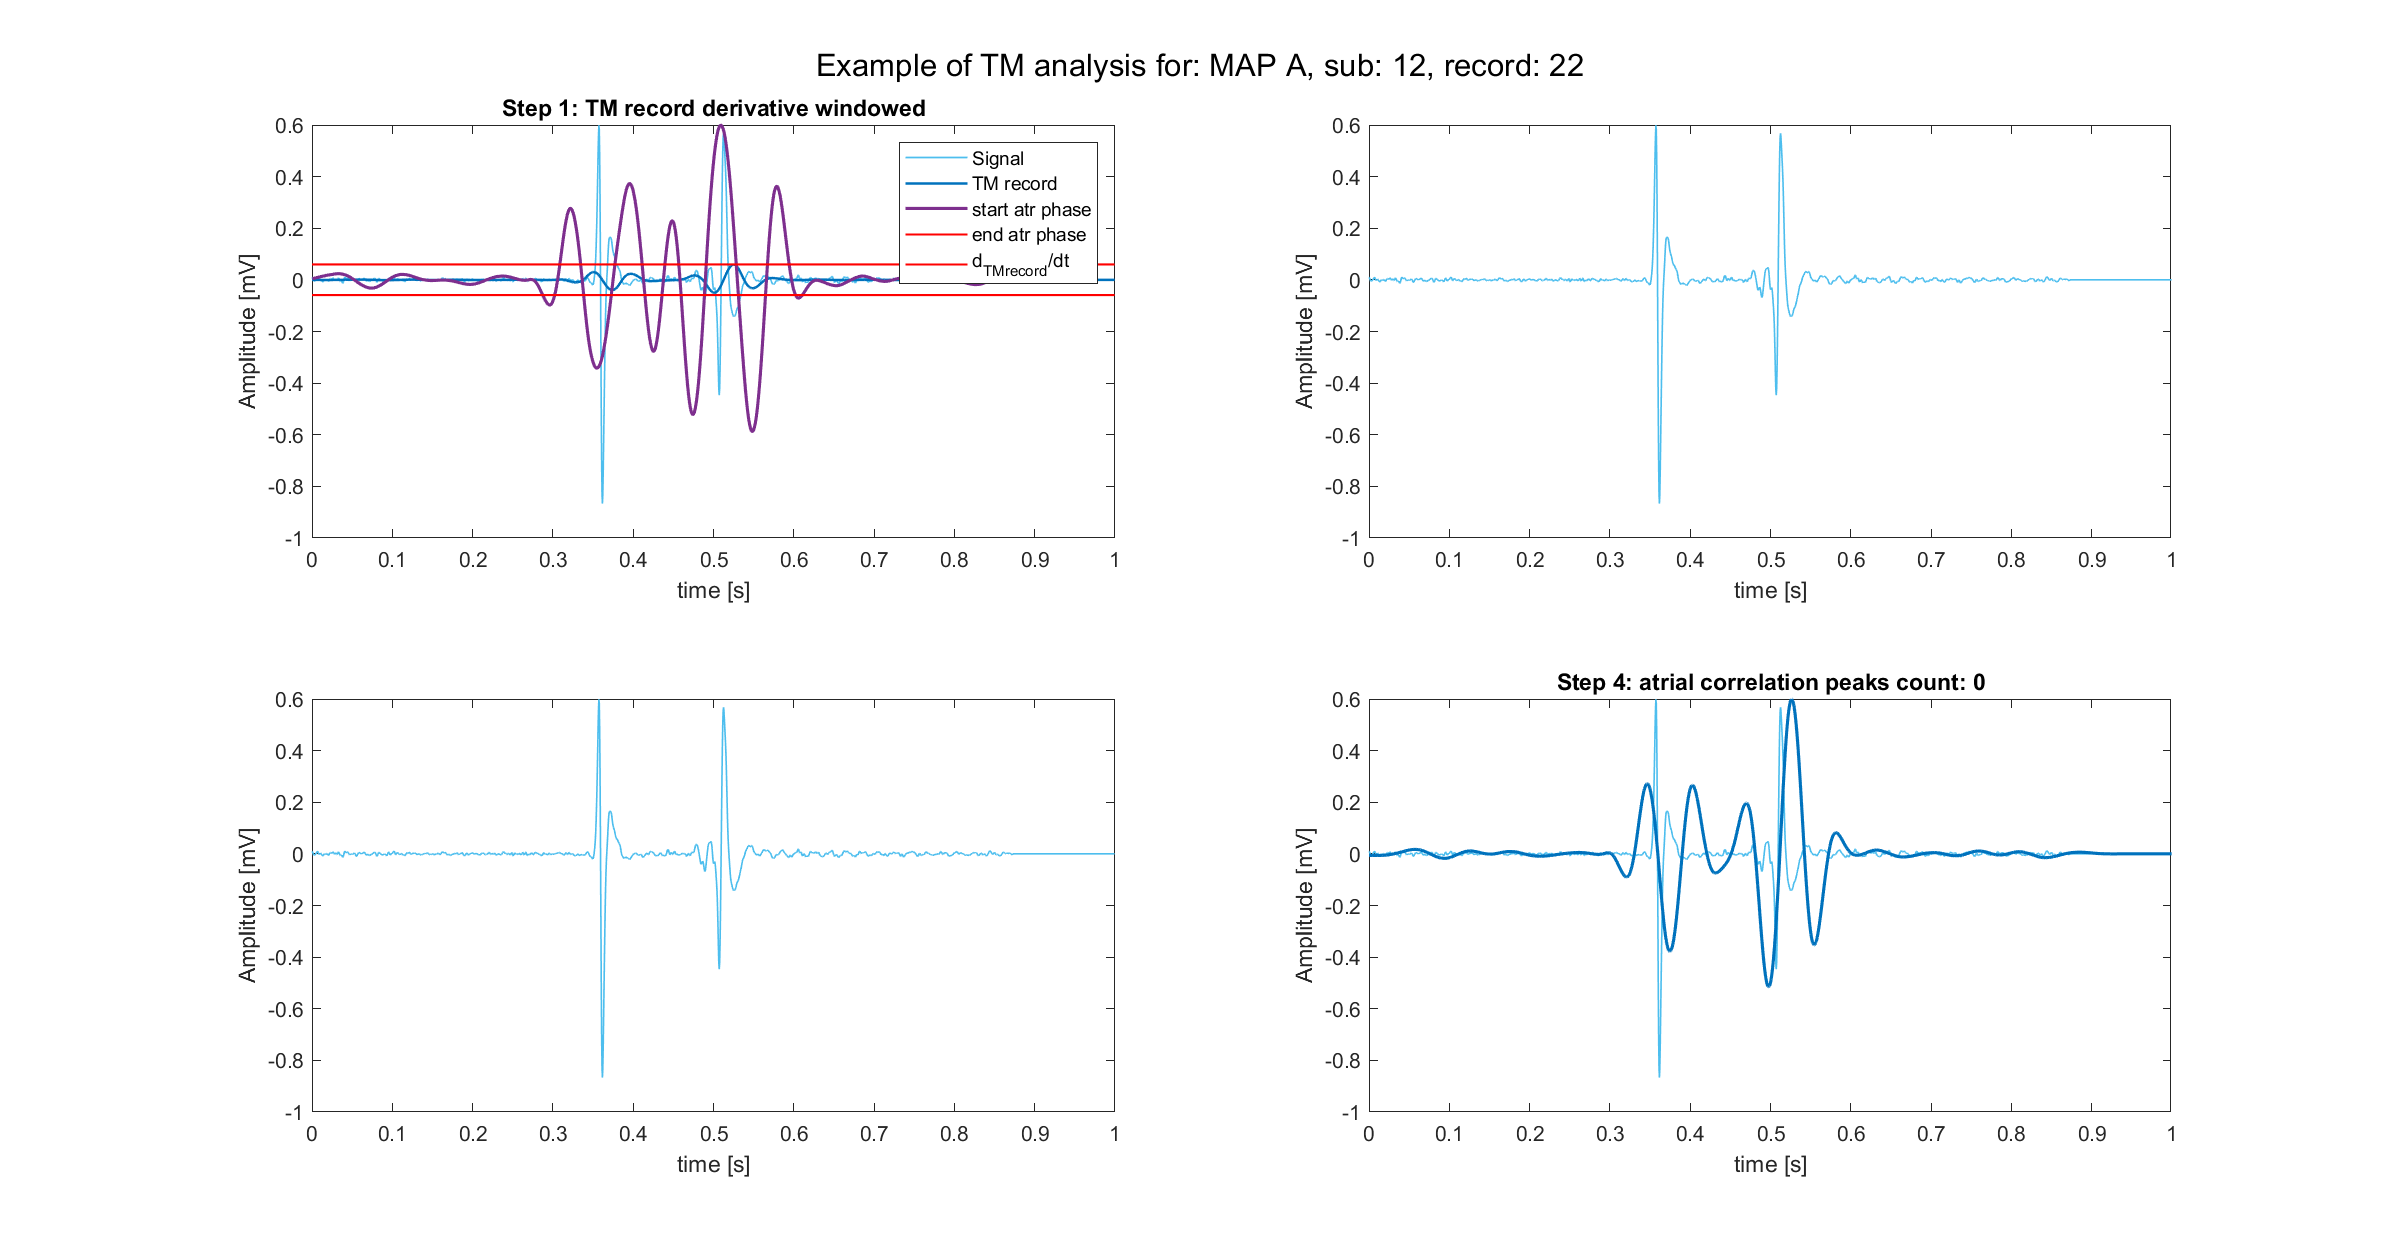 Example of TM analysis for: MAP A, sub: 12, record: 22
Step 1: TM record derivative windowed
Signal
TM record
start atr phase
end atr phase
d_TMrecord/dt
0.6
0.4
0.2
0
-0.2
-0.4
-0.6
-0.8
-1
0 0.1 0.2 0.3 0.4 0.5 0.6 0.7 0.8 0.9 1
Amplitude [mV]
time [s]
0.6
0.4
0.2
0
-0.2
-0.4
-0.6
-0.8
-1
0 0.1 0.2 0.3 0.4 0.5 0.6 0.7 0.8 0.9 1
Amplitude [mV]
time [s]
0.6
0.4
0.2
0
-0.2
-0.4
-0.6
-0.8
-1
0 0.1 0.2 0.3 0.4 0.5 0.6 0.7 0.8 0.9 1
Amplitude [mV]
time [s]
Step 4: atrial correlation peaks count: 0
0.6
0.4
0.2
0
-0.2
-0.4
-0.6
-0.8
-1
0 0.1 0.2 0.3 0.4 0.5 0.6 0.7 0.8 0.9 1
Amplitude [mV]
time [s]